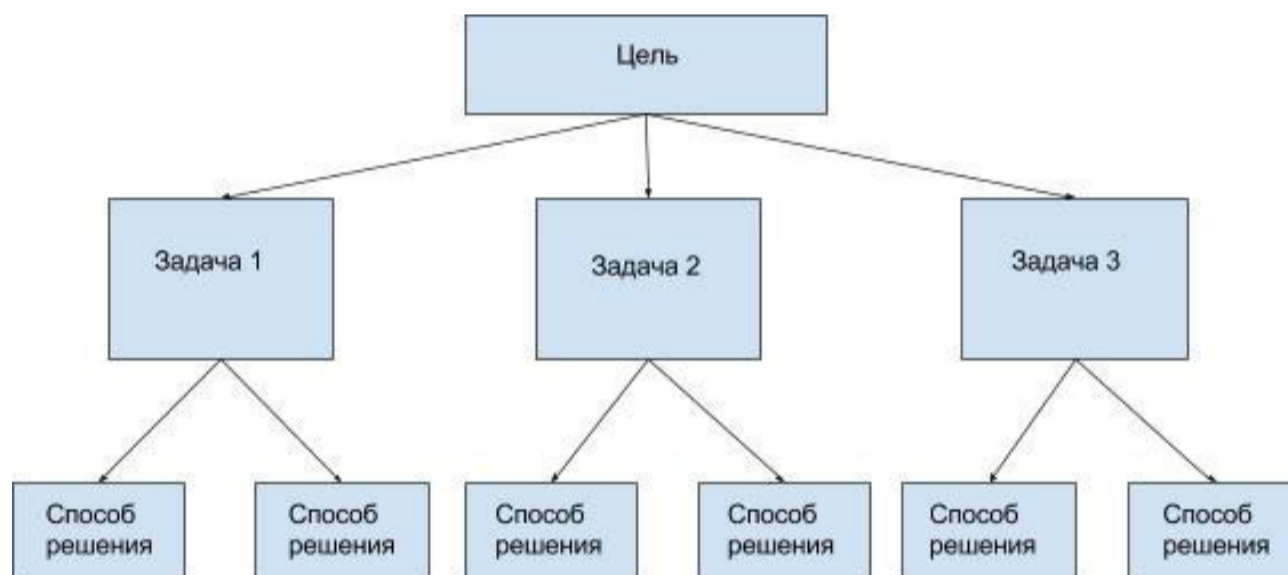 Цель
Задача 1
Задача 2
Задача 3
Способ
решения
Способ
решения
Способ
решения
Способ
решения
Способ
решения
Способ
решения